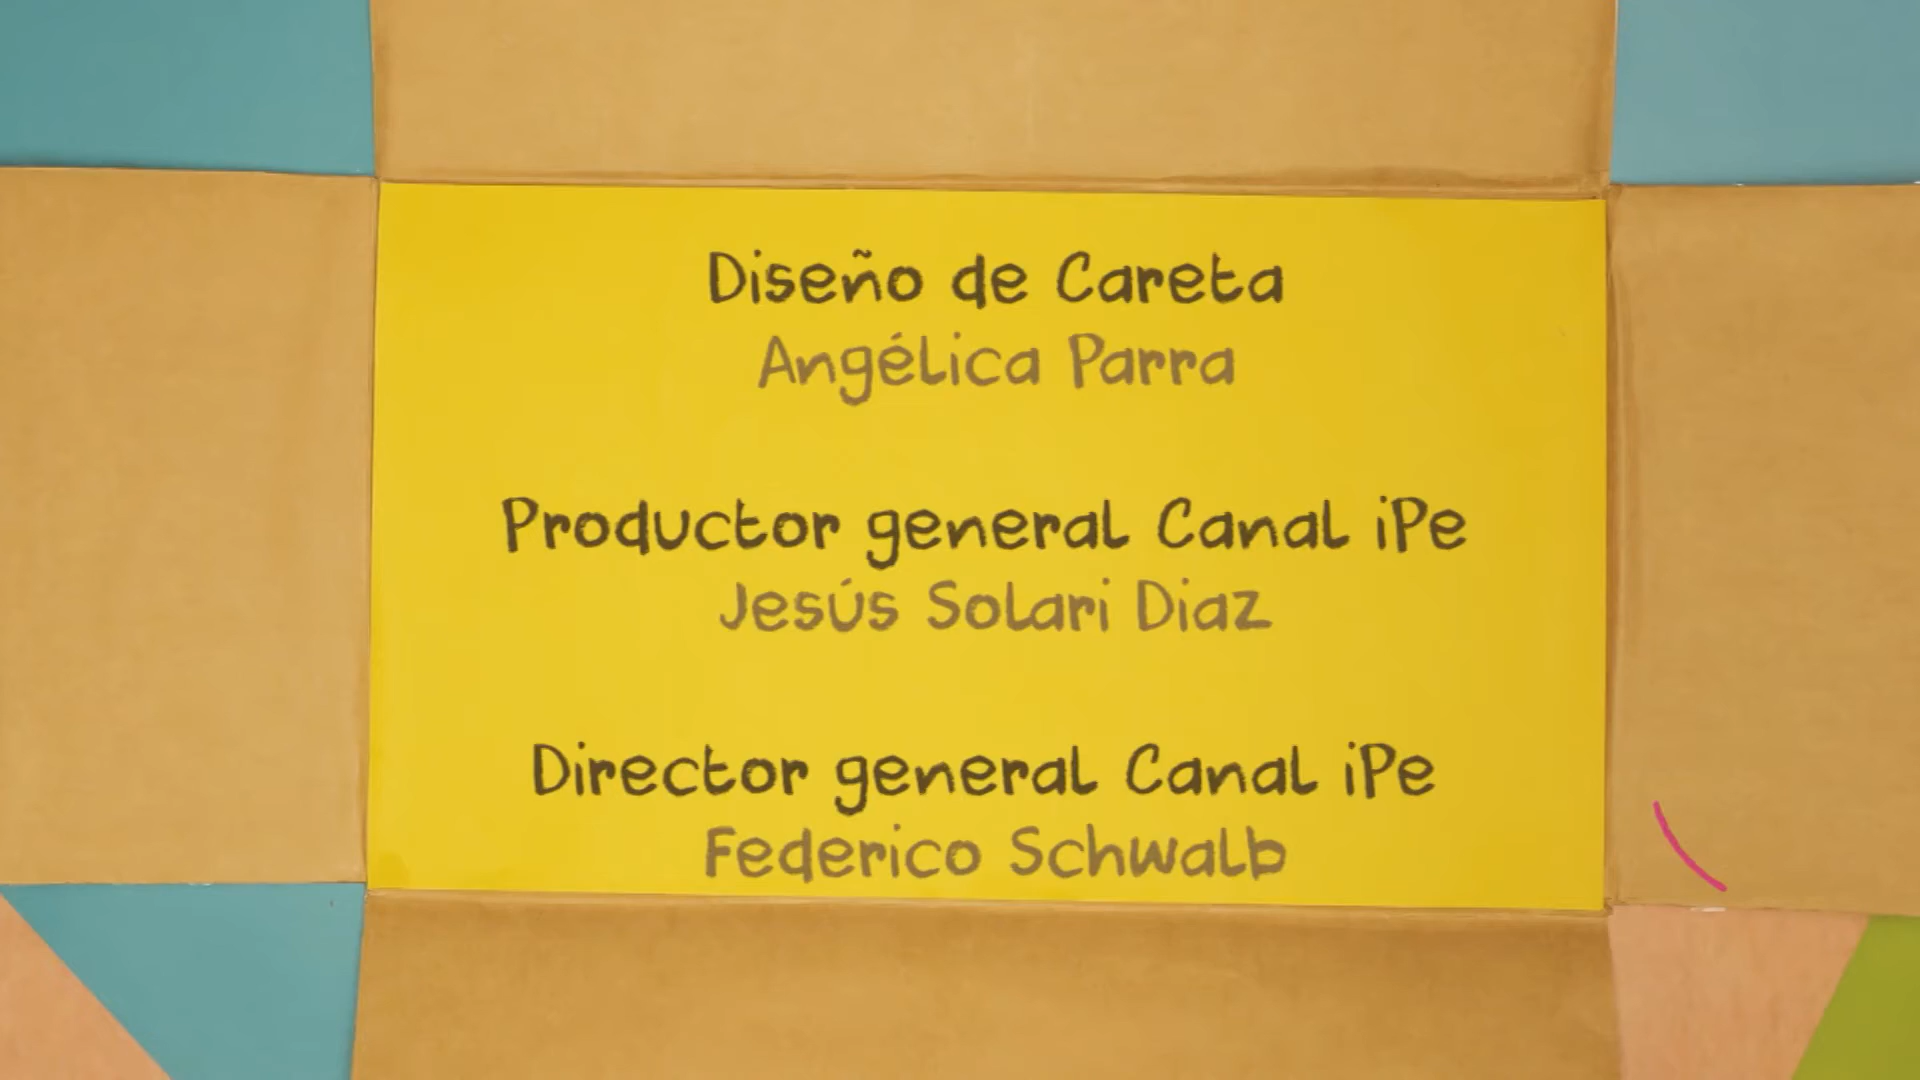 Diseño de Careta
Angélica Parra
Productor general Canal iPe
Jesús Solari Diaz
Director general Canal iPe
Federico Schwalb